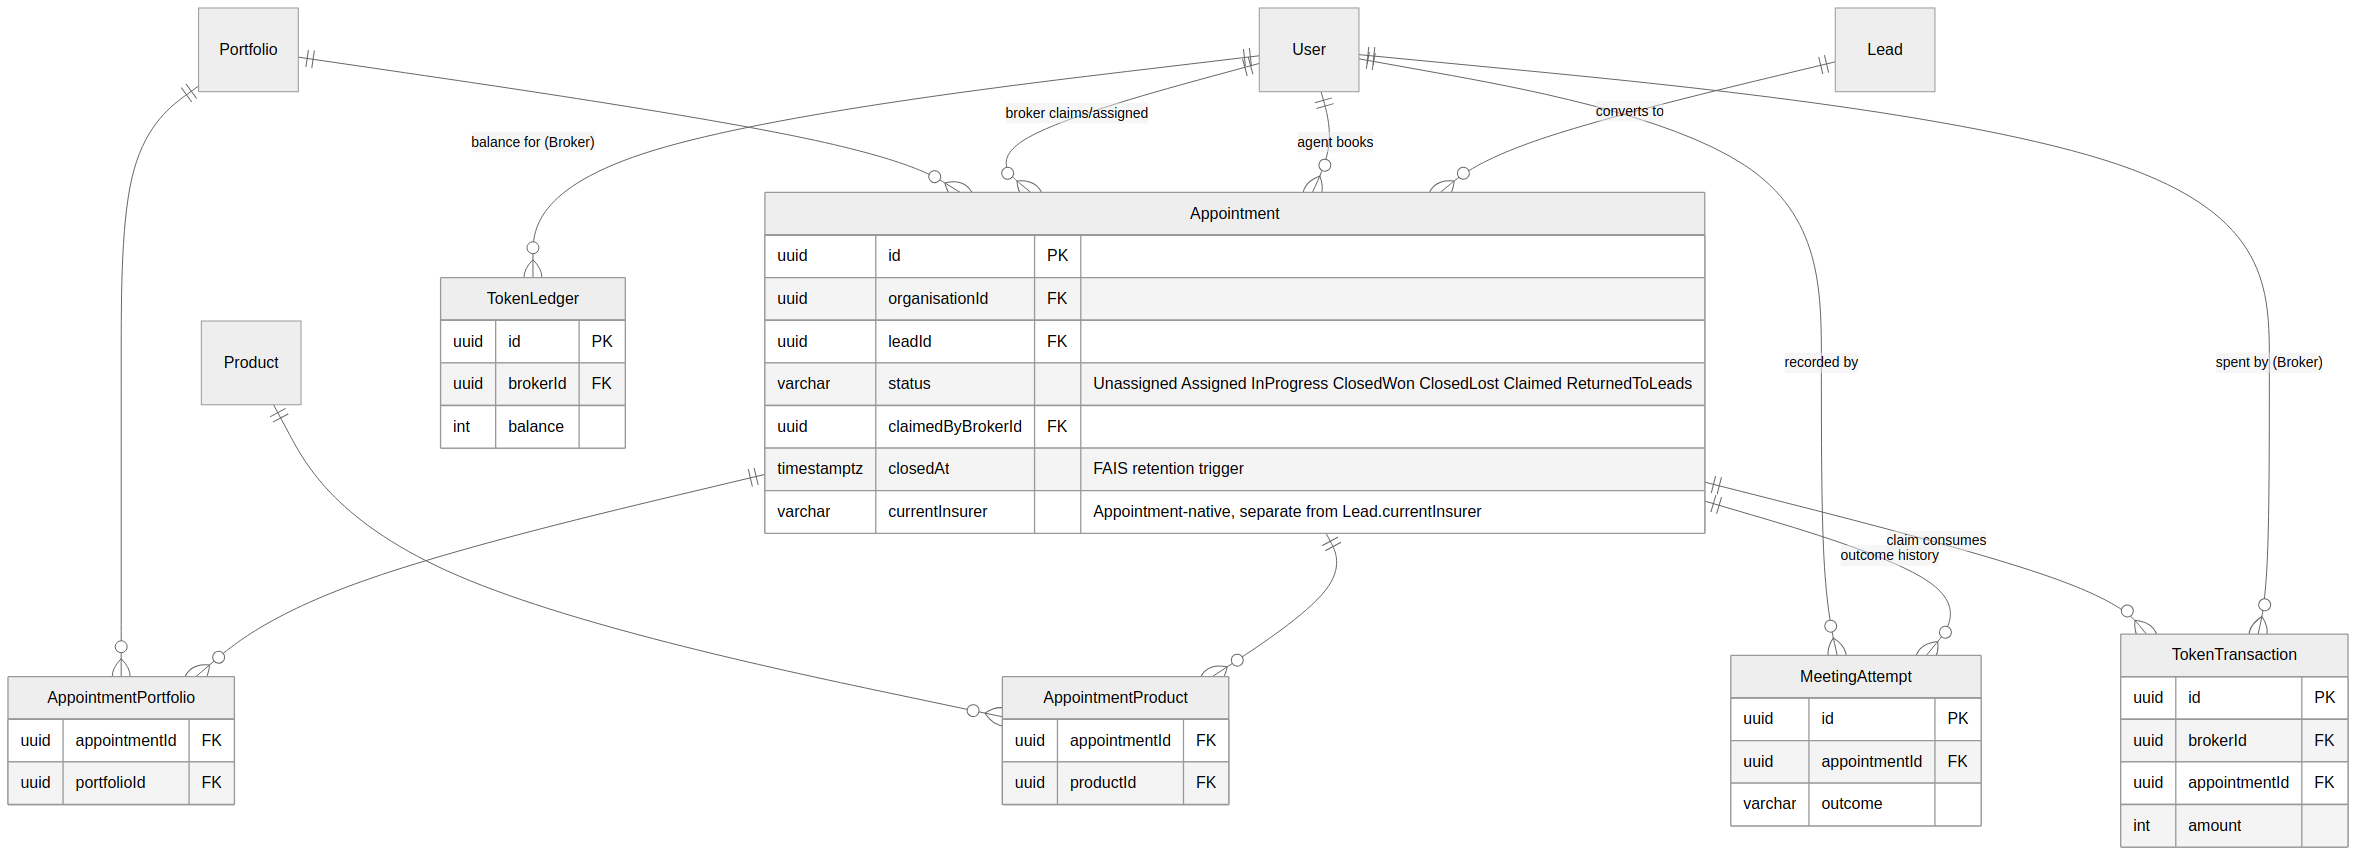 Portfolio
User
Lead
broker claims/assigned
converts to
balance for (Broker)
agent books
Appointment
uuid id PK
uuid organisationId FK
uuid leadId FK
varchar status Unassigned Assigned InProgress ClosedWon ClosedLost Claimed ReturnedToLeads
uuid claimedByBrokerId FK
timestamptz closedAt FAIS retention trigger
varchar currentInsurer Appointment-native, separate from Lead.currentInsurer
TokenLedger
uuid id PK
uuid brokerId FK
int balance
Product
recorded by
spent by (Broker)
claim consumes
outcome history
AppointmentPortfolio
uuid appointmentId FK
uuid portfolioId FK
AppointmentProduct
uuid appointmentId FK
uuid productId FK
MeetingAttempt
uuid id PK
uuid appointmentId FK
varchar outcome
TokenTransaction
uuid id PK
uuid brokerId FK
uuid appointmentId FK
int amount